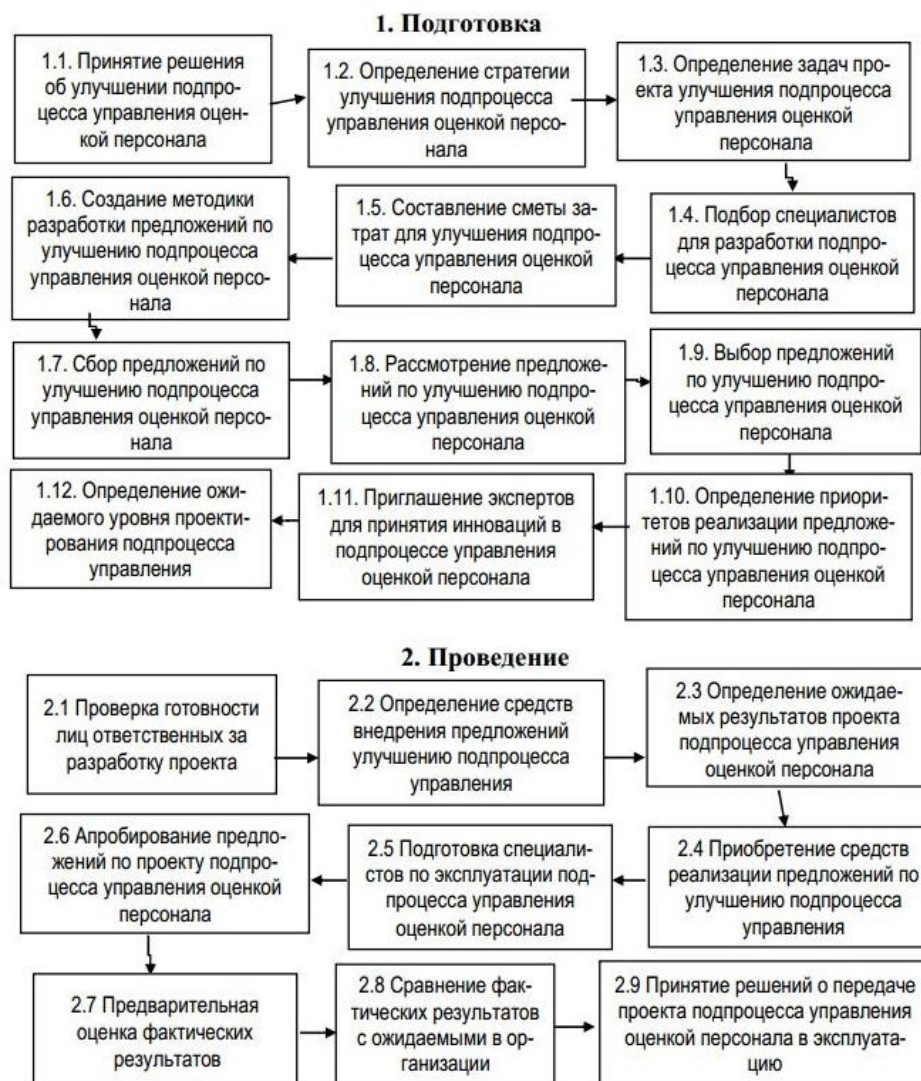 1. Подготовка
1.1. Принятие решения
об улучшении подпро-
цесса управления оцен-
кой персонала
1.2. Определение стратегии
улучшения подпроцесса
управления оценкой персо-
нала
1.3. Определение задач про-
екта улучшения подпроцесса
управления оценкой
персонала
1.4. Подбор специалистов
для разработки подпро-
цесса управления оценкой
персонала
1.5. Составление сметы за-
трат для улучшения подпро-
цесса управления оценкой
персонала
1.6. Создание методики
разработки предложений по
улучшению подпроцесса
управления оценкой персо-
нала
1.7. Сбор предложений по
улучшению подпроцесса
управления оценкой персо-
нала
1.8. Рассмотрение предложе-
ний по улучшению подпро-
цесса управления оценкой
персонала
1.9. Выбор предложений
по улучшению подпро-
цесса управления оценкой
персонала
1.10. Определение приори-
тетов реализации предложе-
ний по улучшению подпро-
цесса управления оценкой
персонала
1.11. Приглашение экспертов
для принятия инноваций в
подпроцессе управления
оценкой персонала
1.12. Определение ожи-
даемого уровня проекти-
рования подпроцесса
управления
2. Проведение
2.1 Проверка готовности
лиц ответственных за
разработку проекта
2.2 Определение средств
внедрения предложений
улучшению подпроцесса
управления
2.3 Определение ожидае-
мых результатов проекта
подпроцесса управления
оценкой персонала
2.4 Приобретение средств
реализации предложений по
улучшению подпроцесса
управления
2.5 Подготовка специали-
стов по эксплуатации под-
процесса управления
оценкой персонала
2.6 Апробирование предло-
жений по проекту подпро-
цесса управления оценкой
персонала
2.7 Предварительная
оценка фактических
результатов
2.8 Сравнение фак-
тических результатов
с ожидаемыми в ор-
ганизации
2.9 Принятие решений о передаче
проекта подпроцесса управления
оценкой персонала в эксплуата-
цию